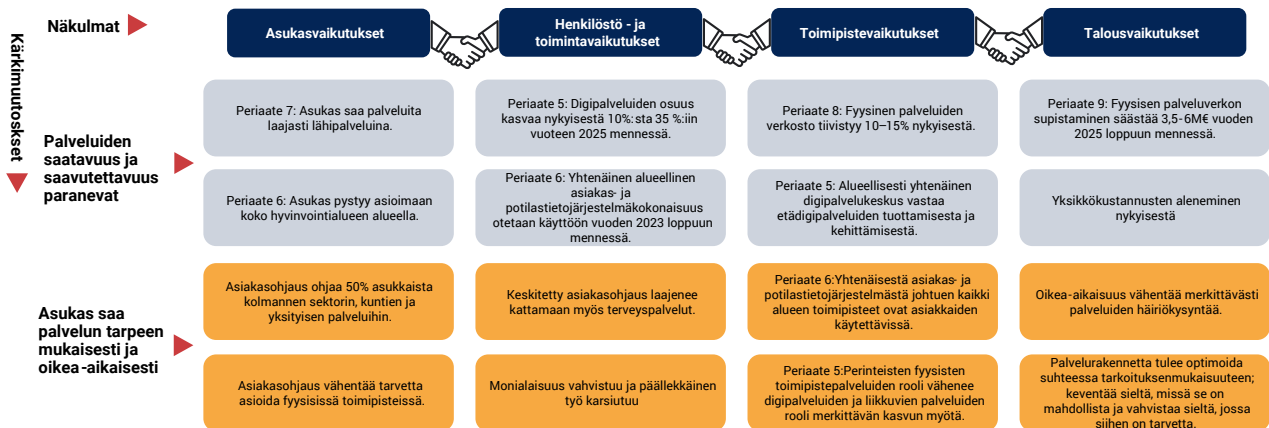 Näkulmat
Asukasvaikutukset
Henkilöstö - ja
toimintavaikutukset
Toimipistevaikutukset
Talousvaikutukset
Kärkimuutoskset
Palveluiden
saatavuus ja
saavutettavuus
paranevat
Periaate 7: Asukas saa palveluita
laajasti lähipalveluina.
Periaate 5: Digipalveluiden osuus
kasvaa nykyisestä 10%:sta 35 %:iin
vuoteen 2025 mennessä.
Periaate 8: Fyysinen palveluiden
verkosto tiivistyy 10–15% nykyisestä.
Periaate 9: Fyysisen palveluverkon
supistaminen säästää 3,5-6M€ vuoden
2025 loppuun mennessä.
Periaate 6: Asukas pystyy asioimaan
koko hyvinvointialueen alueella.
Periaate 6: Yhtenäinen alueellinen
asiakas- ja
potilastietojärjestelmäkokonaisuus
otetaan käyttöön vuoden 2023 loppuun
mennessä.
Periaate 5: Alueellisesti yhtenäinen
digipalvelukeskus vastaa
etädigipalveluiden tuottamisesta ja
kehittämisestä.
Yksikkökustannusten aleneminen
nykyisestä
Asukas saa
palvelun tarpeen
mukaisesti ja
oikea-aikaisesti
Asiakasohjaus ohjaa 50% asukkaista
kolmannen sektorin, kuntien ja
yksityisen palveluihin.
Keskitetty asiakasohjaus laajenee
kattamaan myös terveyspalvelut.
Periaate 6:Yhtenäisestä asiakas- ja
potilastietojärjestelmästä johtuen kaikki
alueen toimipisteet ovat asiakkaiden
käytettävissä.
Oikea-aikaisuus vähentää merkittävästi
palveluiden häiriökysyntää.
Asiakasohjaus vähentää tarvetta
asioida fyysisissä toimipisteissä.
Monialaisuus vahvistuu ja päällekkäinen
työ karsiutuu
Periaate 5:Perinteisten fyysisten
toimipistepalveluiden rooli vähenee
digipalveluiden ja liikkuvien palveluiden
rooli merkittävän kasvun myötä.
Palvelurakennetta tulee optimoida
suhteessa tarkoituksenmukaisuuteen;
keventää sieltä, missä se on
mahdollista ja vahvistaa sieltä, jossa
siihen on tarvetta.